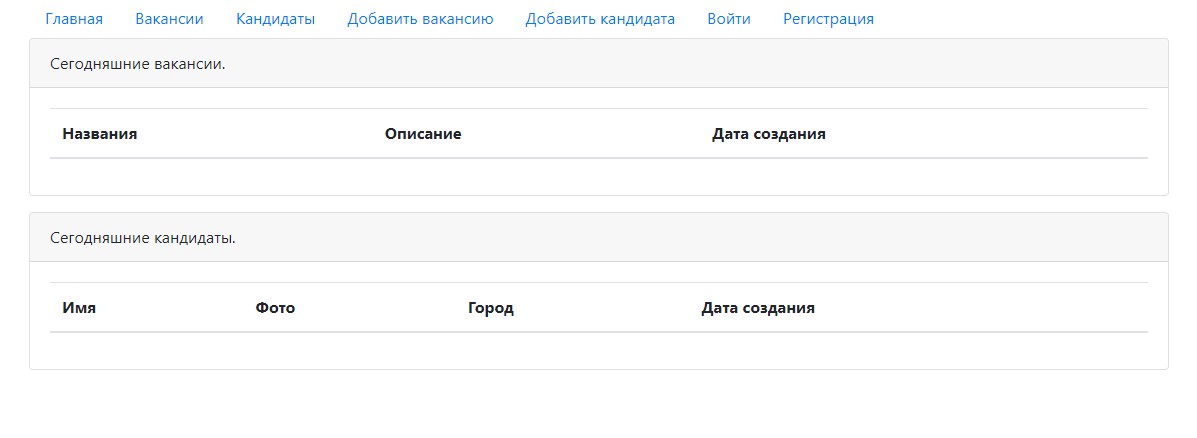 Главная Вакансии Кандидаты Добавить вакансию Добавить кандидата Войти Регистрация
Сегодняшние вакансии.
Названия Описание Дата создания
Сегодняшние кандидаты.
Имя Фото Город Дата создания